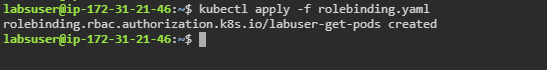 labsuser@ip-172-31-21-46:~$ kubectl apply -f rolebinding.yaml
rolebinding.rbac.authorization.k8s.io/labuser-get-pods created
labsuser@ip-172-31-21-46:~$